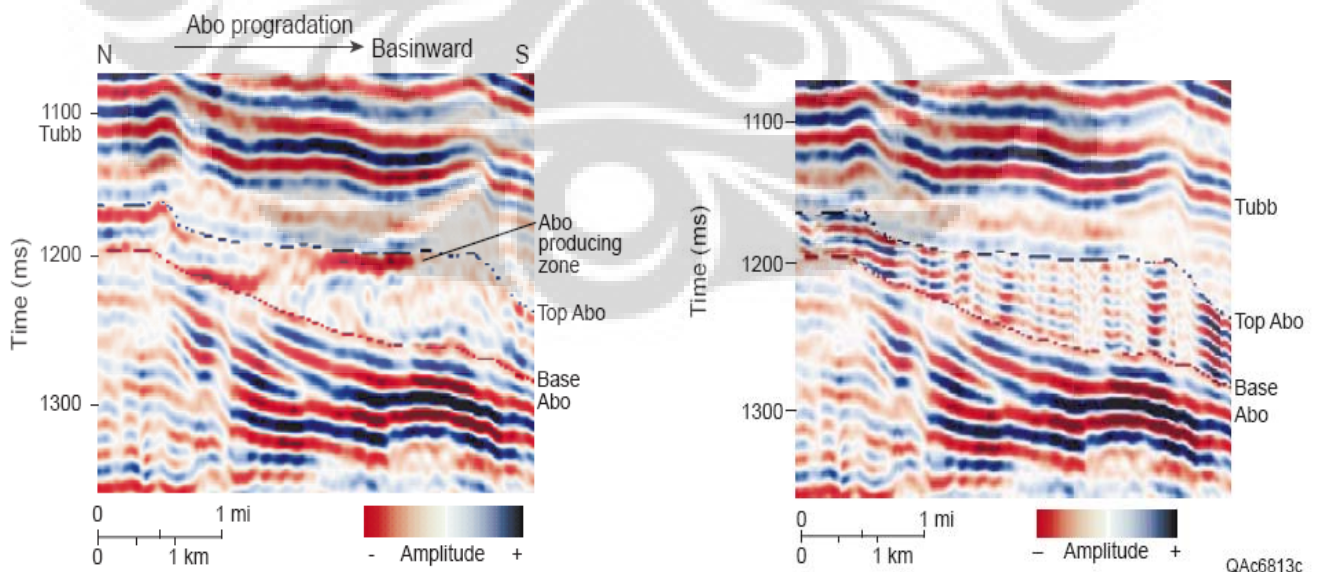 Abo progradation
Basinward
N
S
1100
Tubb
1200
1300
Time (ms)
Abo
producing
zone
Top Abo
Base
Abo
0
1 mi
0
1 km
- Amplitude +
1100
1200
1300
Time (ms)
Tubb
Top Abo
Base
Abo
0
1 mi
0
1 km
– Amplitude +
QAc6813c